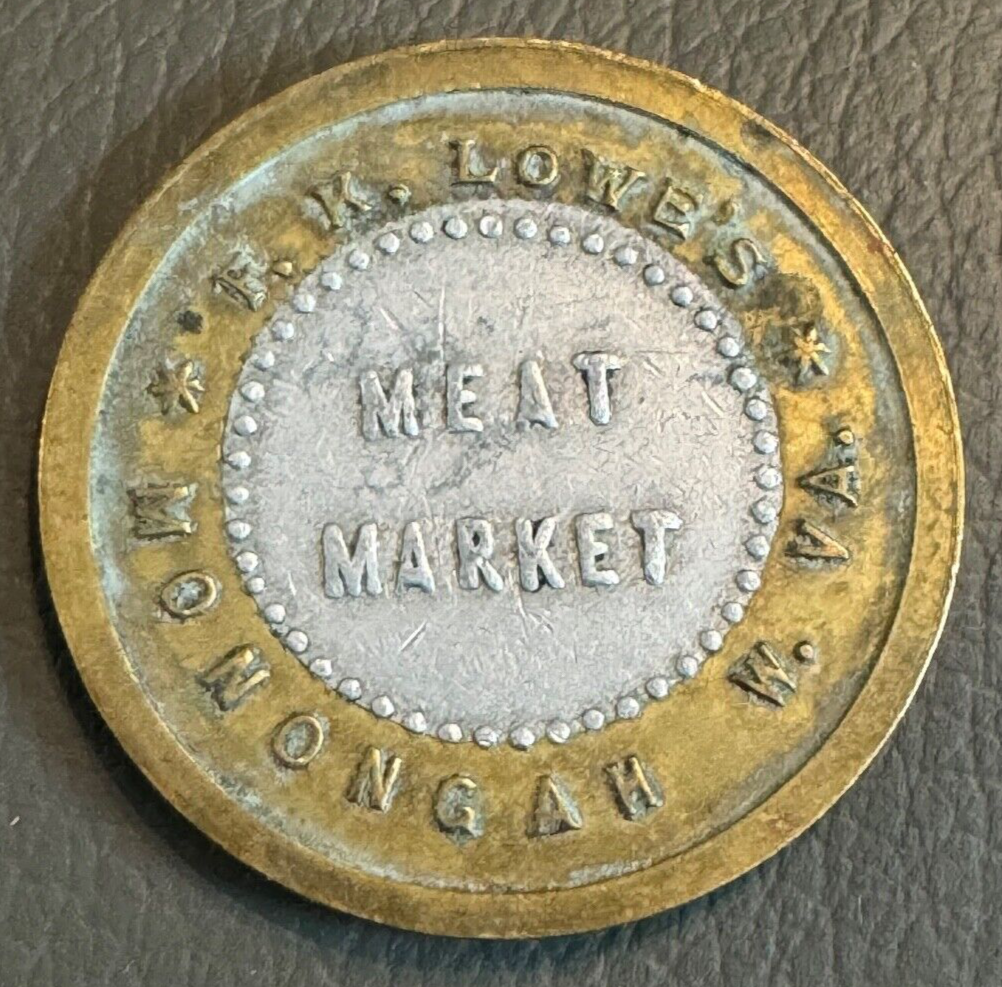 F. K. LOWE'S
MEAT
MARKET
MONONGAH W. VA.